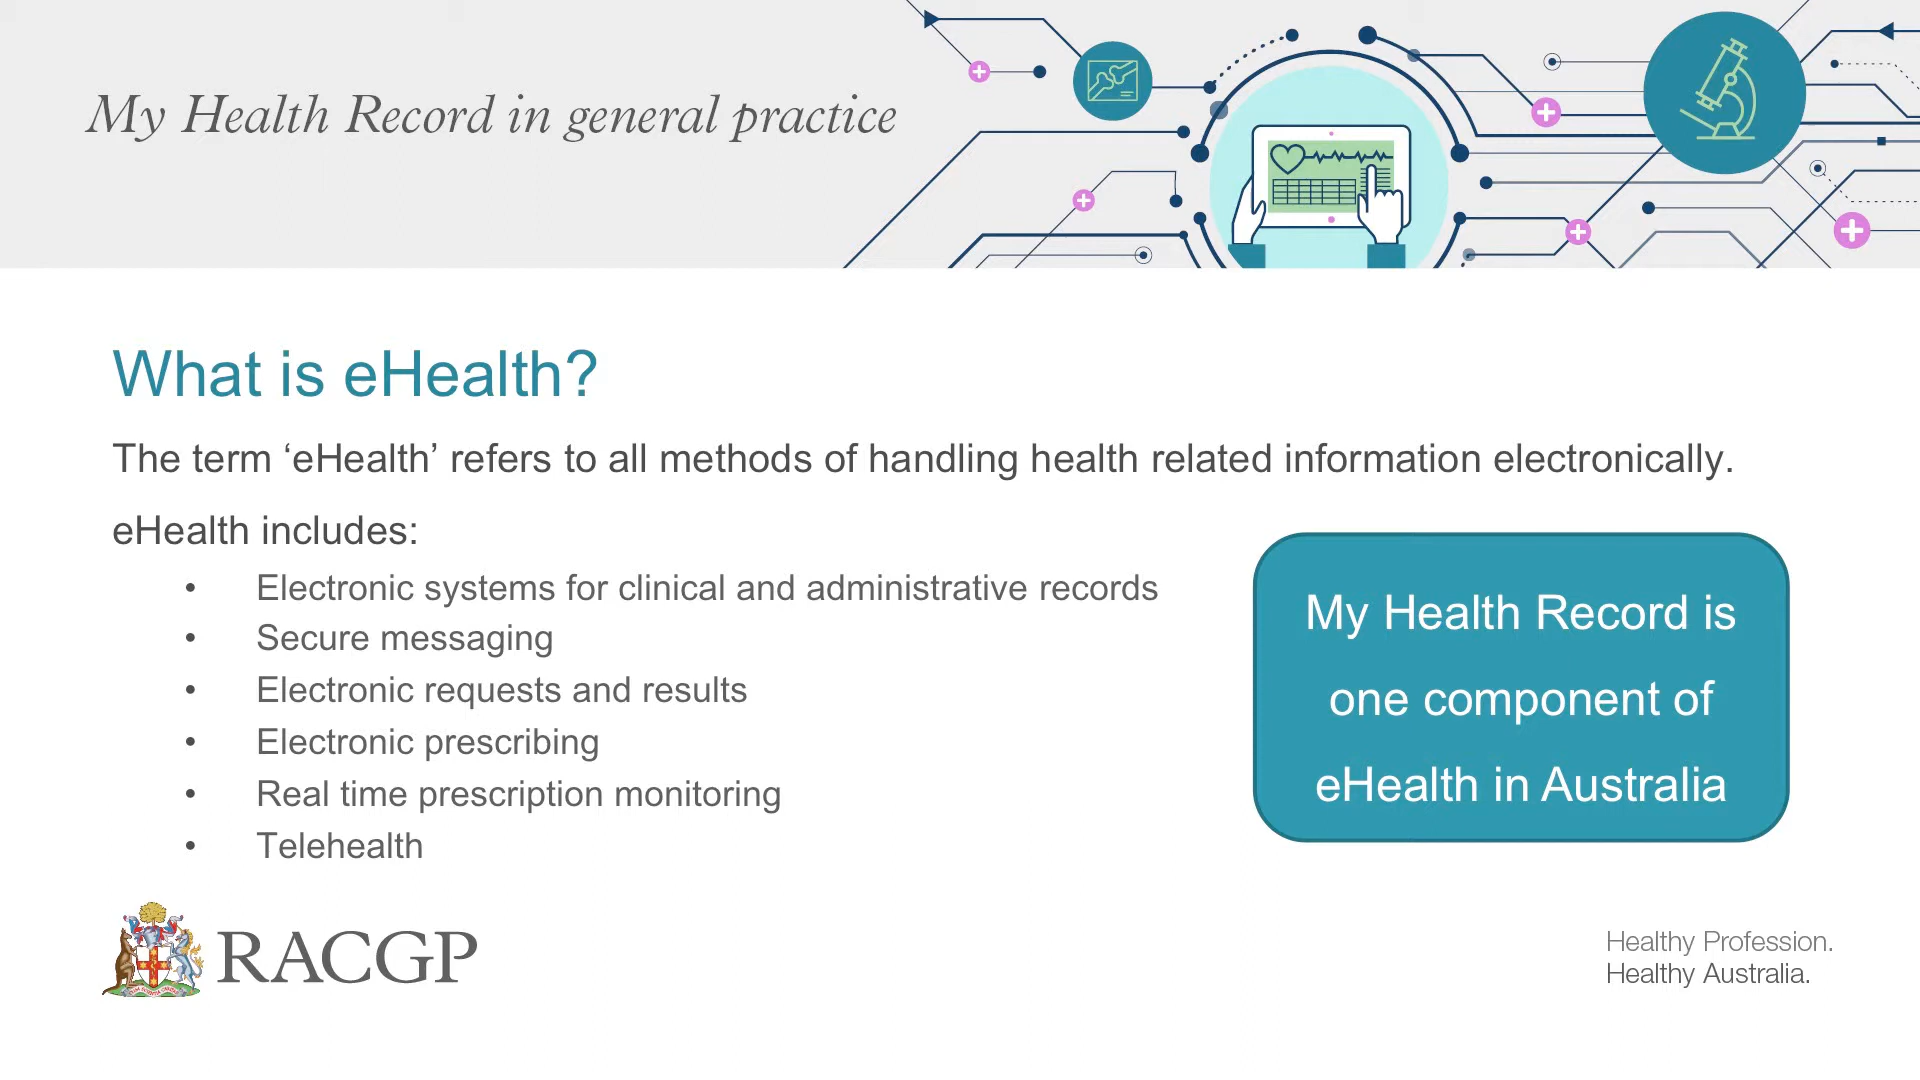 My Health Record in general practice
What is eHealth?
The term ‘eHealth’ refers to all methods of handling health related information electronically.
eHealth includes:
• Electronic systems for clinical and administrative records
• Secure messaging
• Electronic requests and results
• Electronic prescribing
• Real time prescription monitoring
• Telehealth
My Health Record is
one component of
eHealth in Australia
RACGP
Healthy Profession.
Healthy Australia.